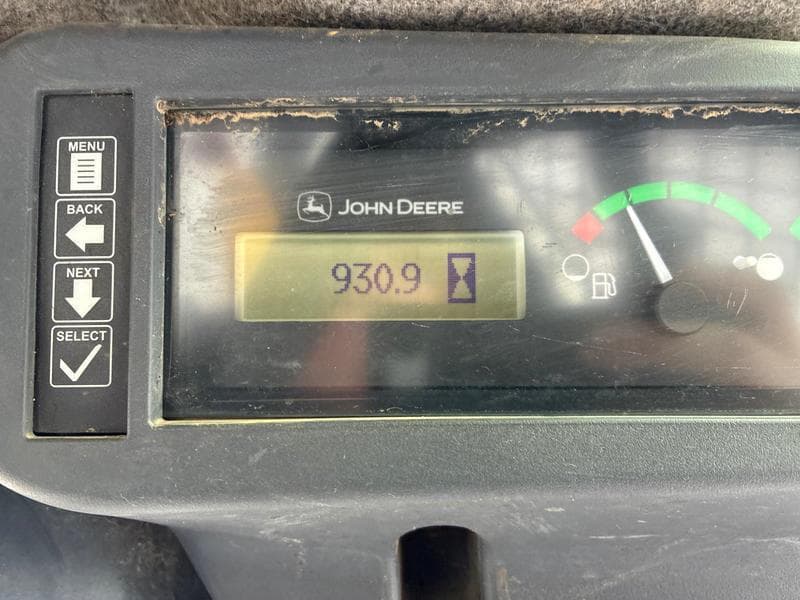 MENU
BACK
NEXT
SELECT
JOHN DEERE
930.9